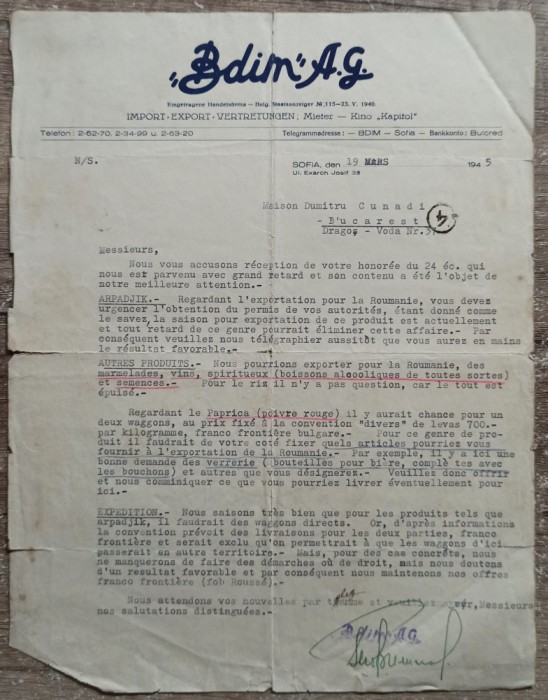 „Bdim" A.G.
Eingetragene Handelsfirma — Bulg. Staatsanzeiger № 115-23. V. 1940.
IMPORT · EXPORT · VERTRETUNGEN; Mieter — Kino „Kapitol"
Telefon: 2-62-70, 2-34-99 u. 2-63-20 Telegrammadresse: — BDIM — Sofia — Bankkonto: Bulcred
N/S. SOFIA, den 19 MARS 1945
Ul. Exarch Josif 38
Maison Dumitru Cunadi
- Bucarest - 4
Dragoş - Voda Nr.3
Messieurs,
Nous vous accusons réception de votre honorée du 24 éc. qui
nous est parvenu avec grand retard et son contenu a été l'objet de
notre meilleure attention.-
ARPADJIK.- Regardant l'exportation pour la Roumanie, vous devez
urgencer l'obtention du permis de vos autorités, étant donné comme
le savez, la saison pour exportation de ce produit est actuellement
et tout retard de ce genre pourrait éliminer cette affaire.- Par
conséquent veuillez nous télégraphier aussitôt que vous aurez en mains
le résultat favorable.-
AUTRES PRODUITS.- Nous pourrions exporter pour la Roumanie, des
marmelades, vins, spiritueux (boissons alcooliques de toutes sortes)
et semences.- Pour le riz il n'y a pas question, car le tout est
épuisé.-
Regardant le Paprica (poivre rouge) il y aurait chance pour un
deux waggons, au prix fixé à la convention "divers" de levas 700.-
par kilogramme, franco frontière bulgare.- Pour ce genre de pro-
duit il faudrait de votre coté fixer quels articles pourriez vous
fournir à l'exportation de la Roumanie.- Par exemple, il y a ici une
bonne demande des verrerie (bouteilles pour bière, complè tes avec
les bouchons) et autres que vous désignerez.- Veuillez donc offrir
et nous comminiquer ce que pourriez livrer éventuellement pour
ici.-
EXPEDITION.- Nous saisons très bien que pour les produits tels que
arpadjik, il faudrait des waggons directs. Or, d'après informations
la convention prévoit des livraisons pour les deux parties, franco
frontière et serait exclu qu'on permettrait à que les waggons d'ici
passerait en autre territoire.- Mais, pour des cas concrète, nous
ne manquerons de faire des démarches où de droit, mais nous doutons
d'un resultat favorable et par conséquent nous maintenons nos offres
franco frontière (fob Roussé).-
Nous attendons vos nouvelles par et veuillez agréer, Messieurs
nos salutations distinguées.-
Bdim A.G.